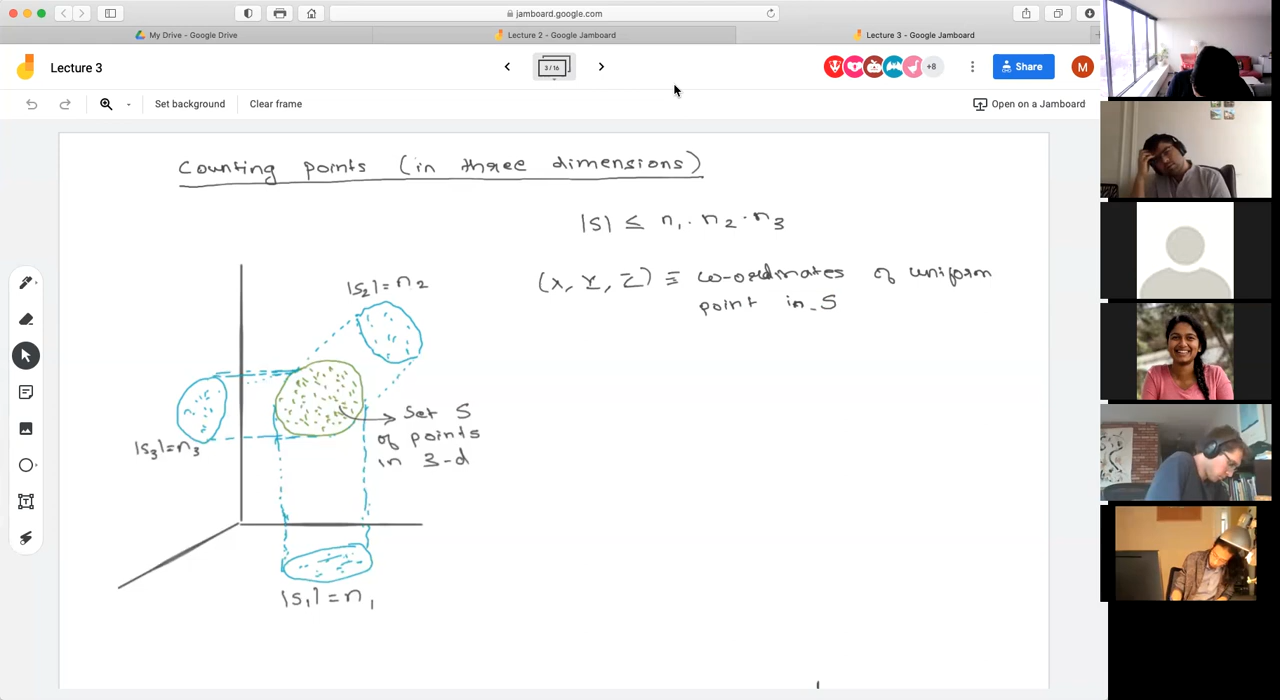 jamboard.google.com
My Drive - Google Drive
Lecture 2 - Google Jamboard
Lecture 3 - Google Jamboard
Lecture 3
3 / 16
+8
Share
M
Set background
Clear frame
Open on a Jamboard
Counting points (in three dimensions)
|S| ≤ n₁ · n₂ · n₃
(X, Y, Z) ≡ co-ordinates of uniform
point in S
|S₂| = n₂
Set S
of points
in 3-d
|S₃| = n₃
|S₁| = n₁